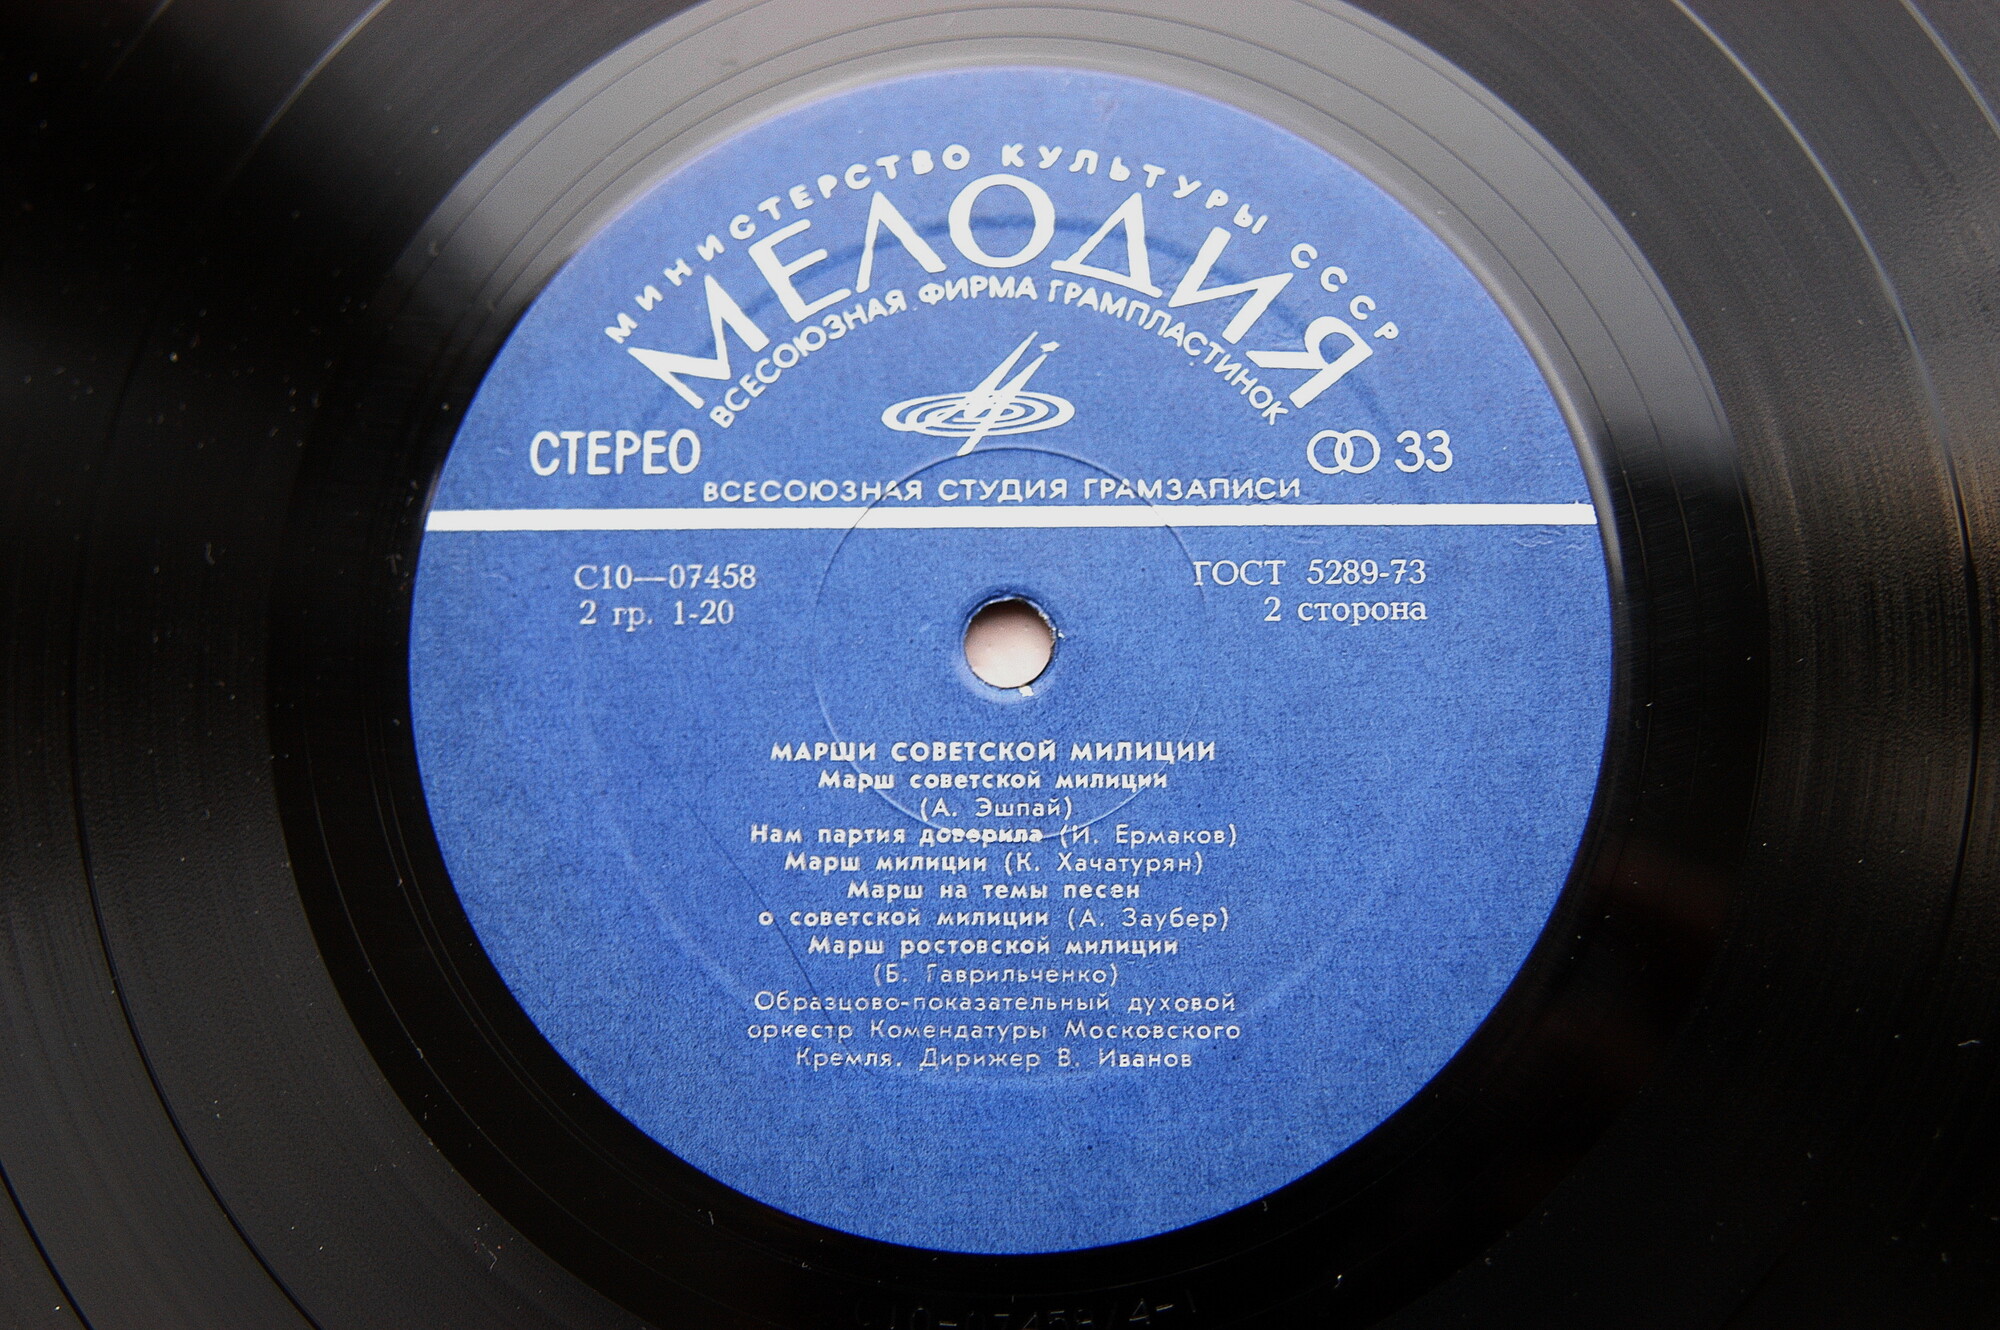 МИНИСТЕРСТВО КУЛЬТУРЫ СССР
МЕЛОДИЯ
ВСЕСОЮЗНАЯ ФИРМА ГРАМПЛАСТИНОК
СТЕРЕО
33
ВСЕСОЮЗНАЯ СТУДИЯ ГРАМЗАПИСИ
С10—07458
ГОСТ 5289-73
2 гр. 1-20
2 сторона
МАРШИ СОВЕТСКОЙ МИЛИЦИИ
Марш советской милиции
(А. Эшпай)
Нам партия доверила (И. Ермаков)
Марш милиции (К. Хачатурян)
Марш на темы песен
о советской милиции (А. Заубер)
Марш ростовской милиции
(Б. Гаврильченко)
Образцово-показательный духовой
оркестр Комендатуры Московского
Кремля. Дирижер В. Иванов